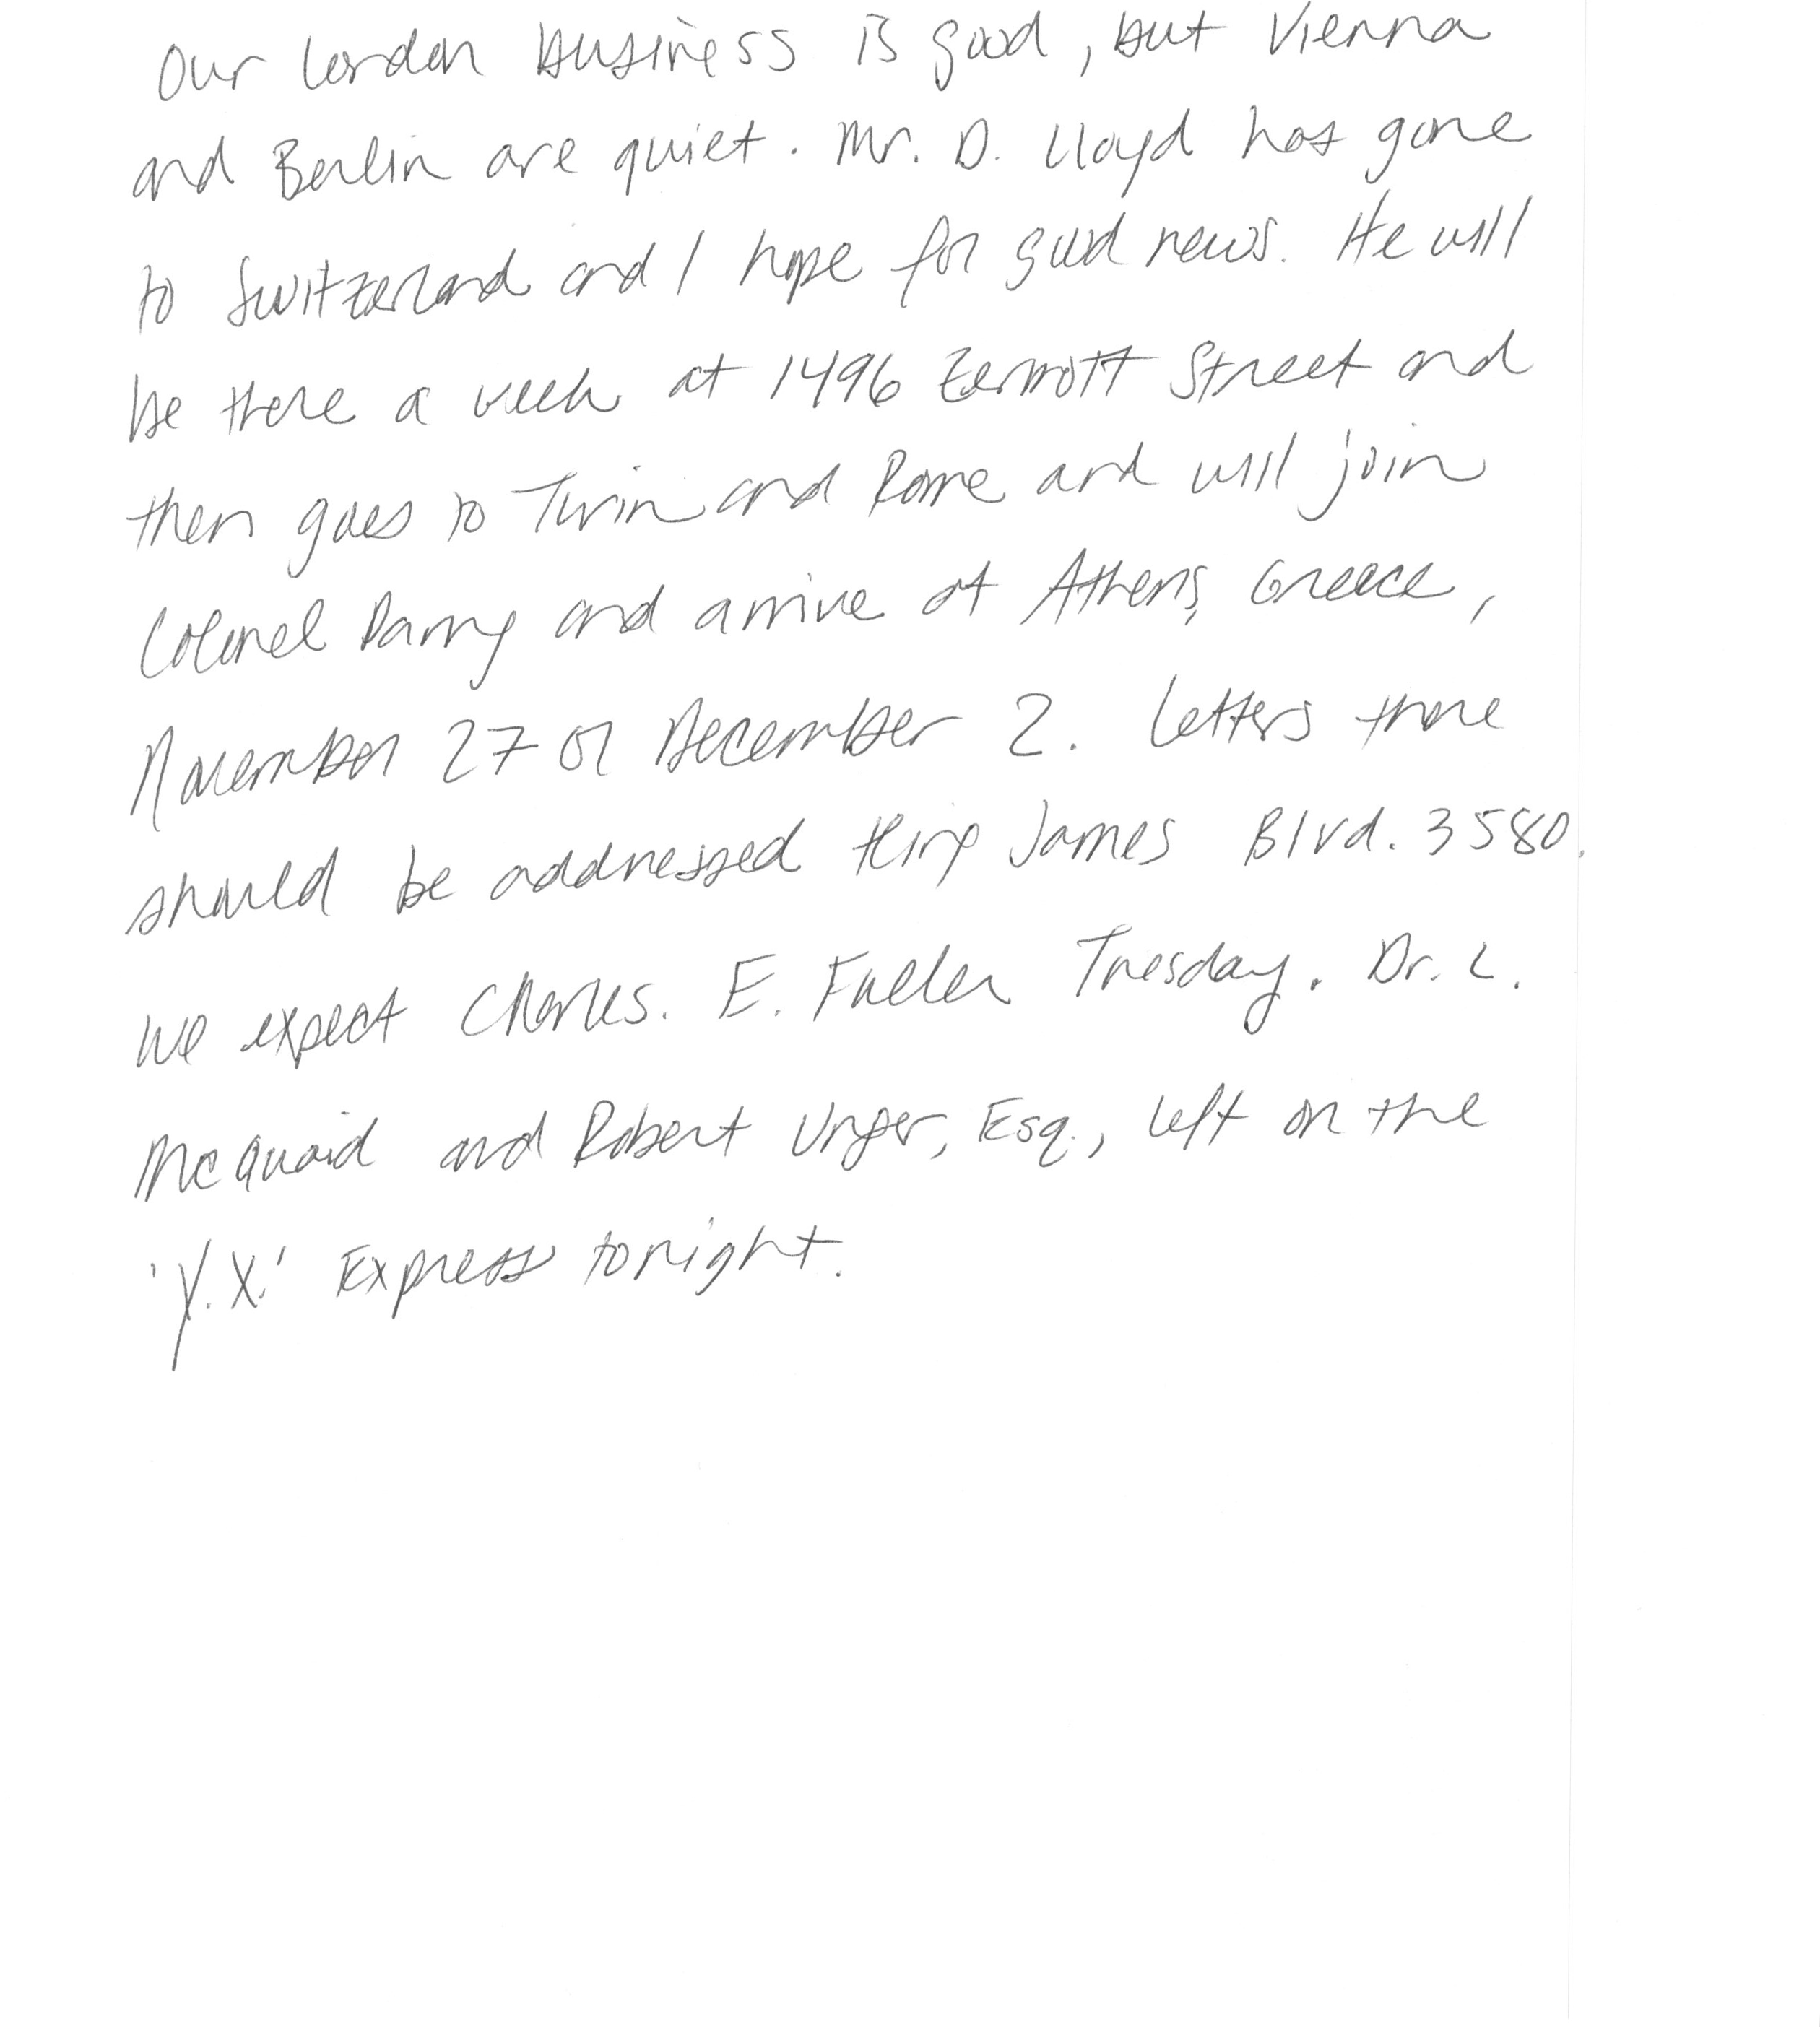 Our London business is good, but Vienna
and Berlin are quiet. Mr. D. Lloyd has gone
to Switzerland and I hope for good news. He will
be there a week at 1496 Zermott Street and
then goes to Turin and Rome and will join
Colonel Parry and arrive at Athens, Greece,
November 27 or December 2. Letters there
should be addressed King James Blvd. 3580.
We expect Charles. E. Fuller Tuesday. Dr. L.
McQuaid and Robert Unger, Esq., left on the
'Y.X.' Express tonight.